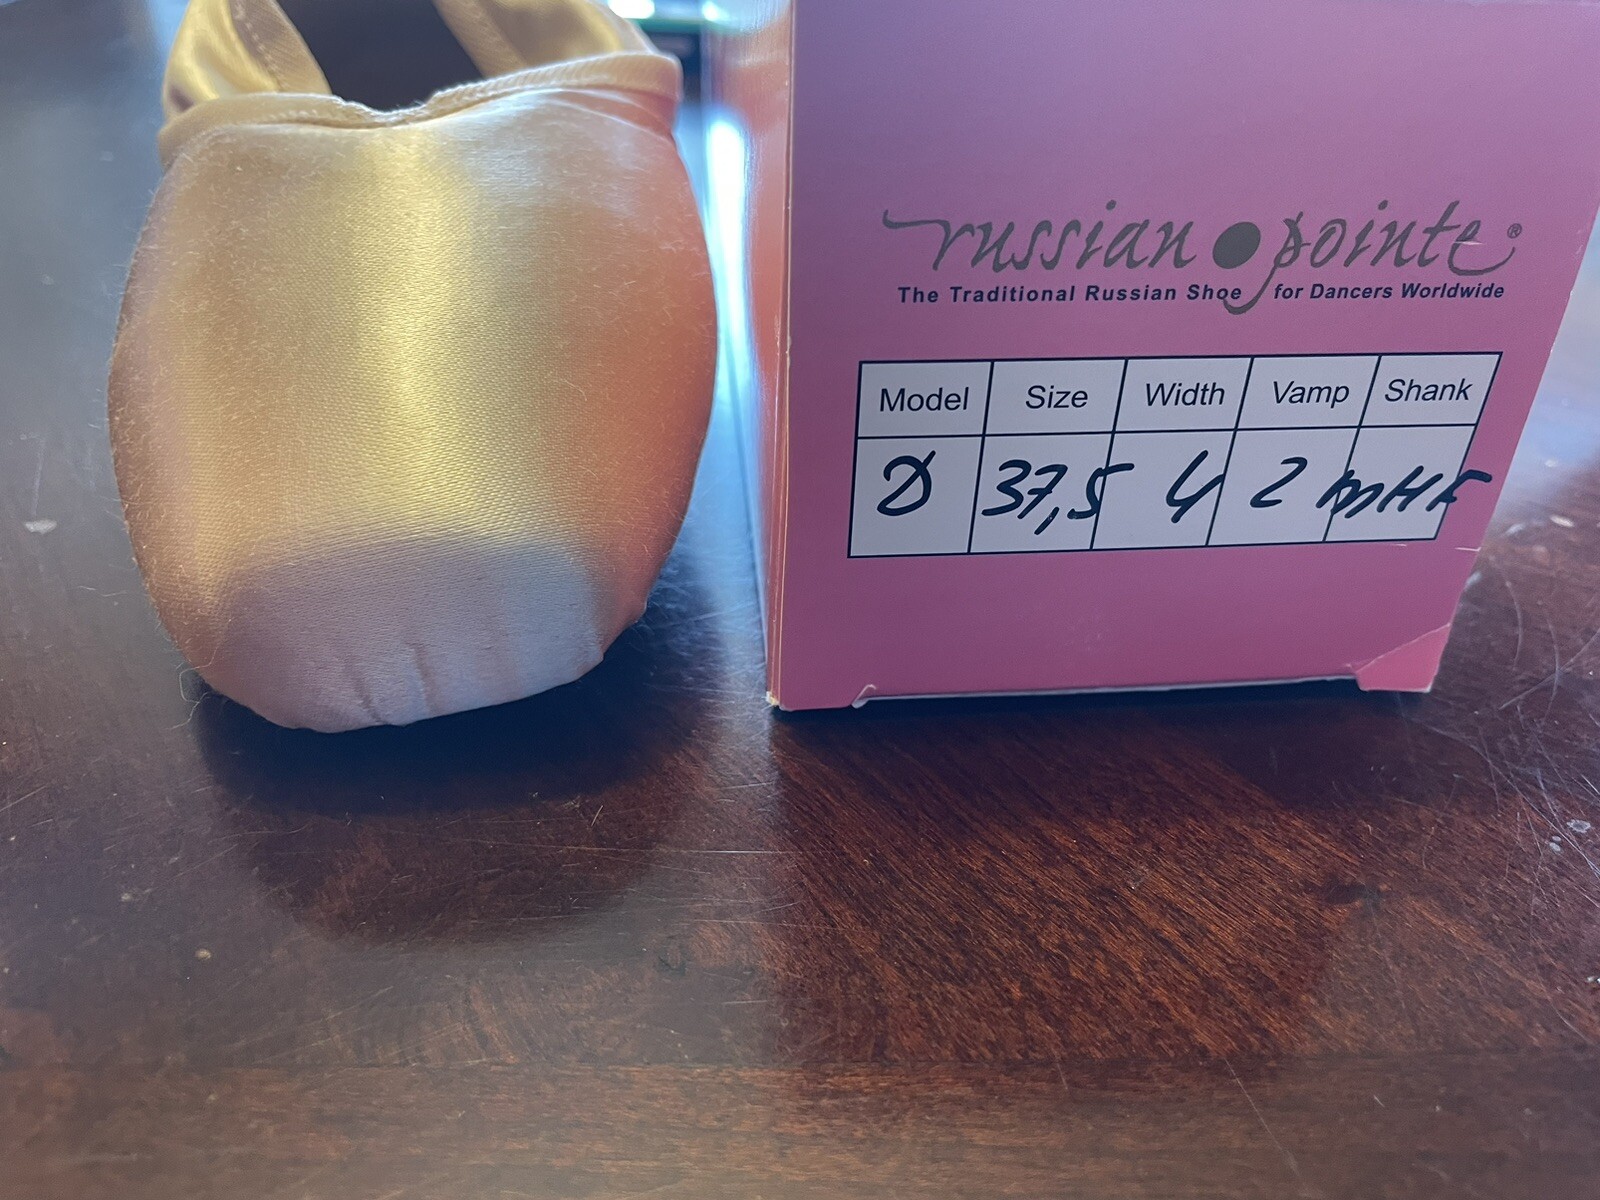 russian pointe®
The Traditional Russian Shoe for Dancers Worldwide
Model Size Width Vamp Shank
37,5 4 2 mHF